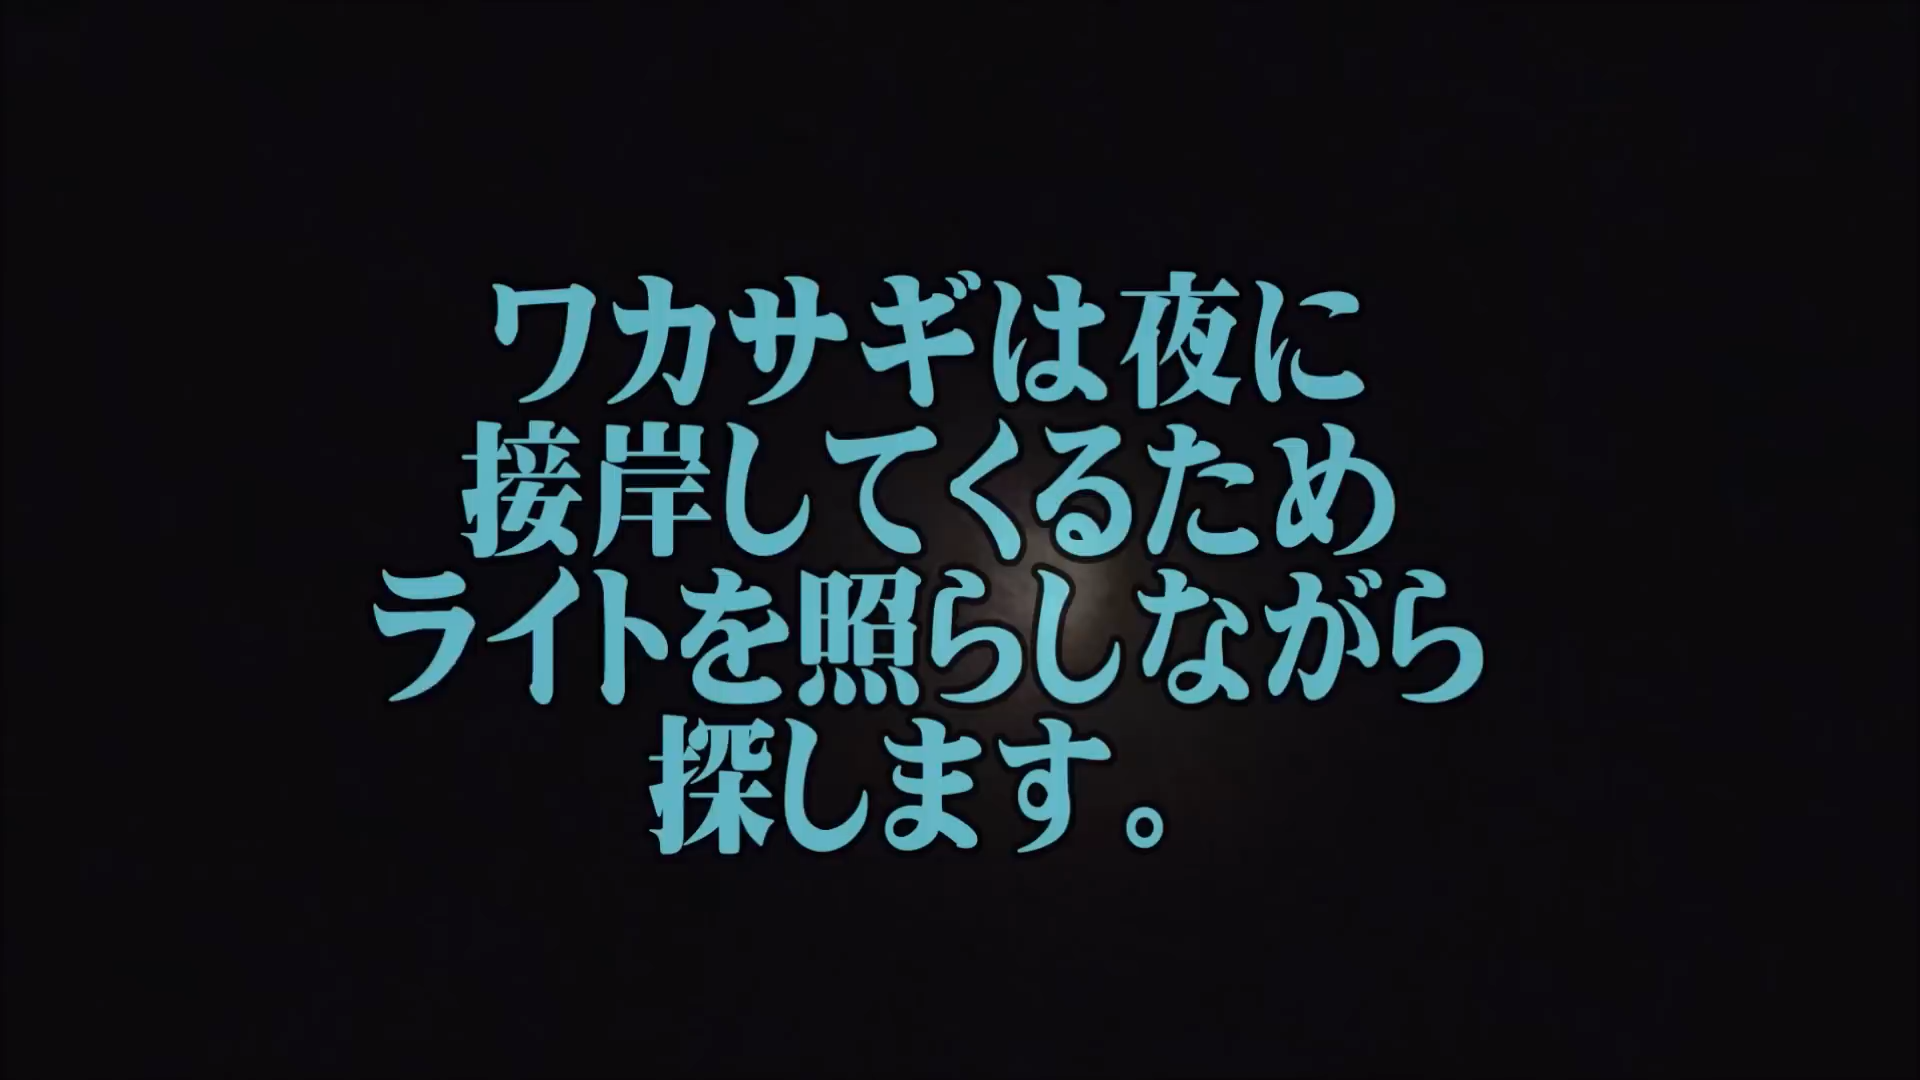 ワカサギは夜に
接岸してくるため
ライトを照らしながら
探します。